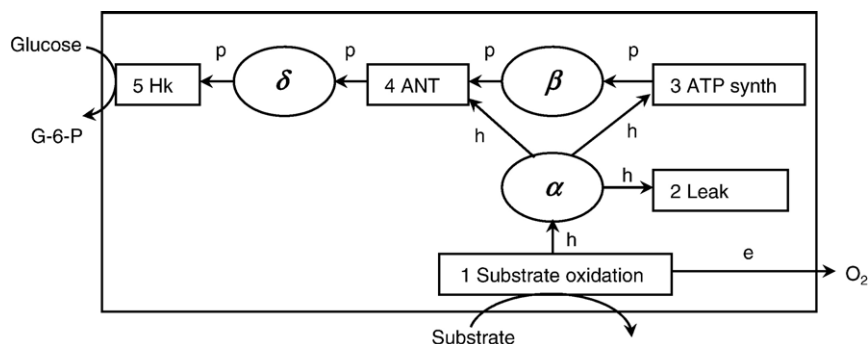 Glucose
p
p
p
p
5 Hk
δ
4 ANT
β
3 ATP synth
G-6-P
h
h
α
h
2 Leak
h
e
1 Substrate oxidation
O2
Substrate